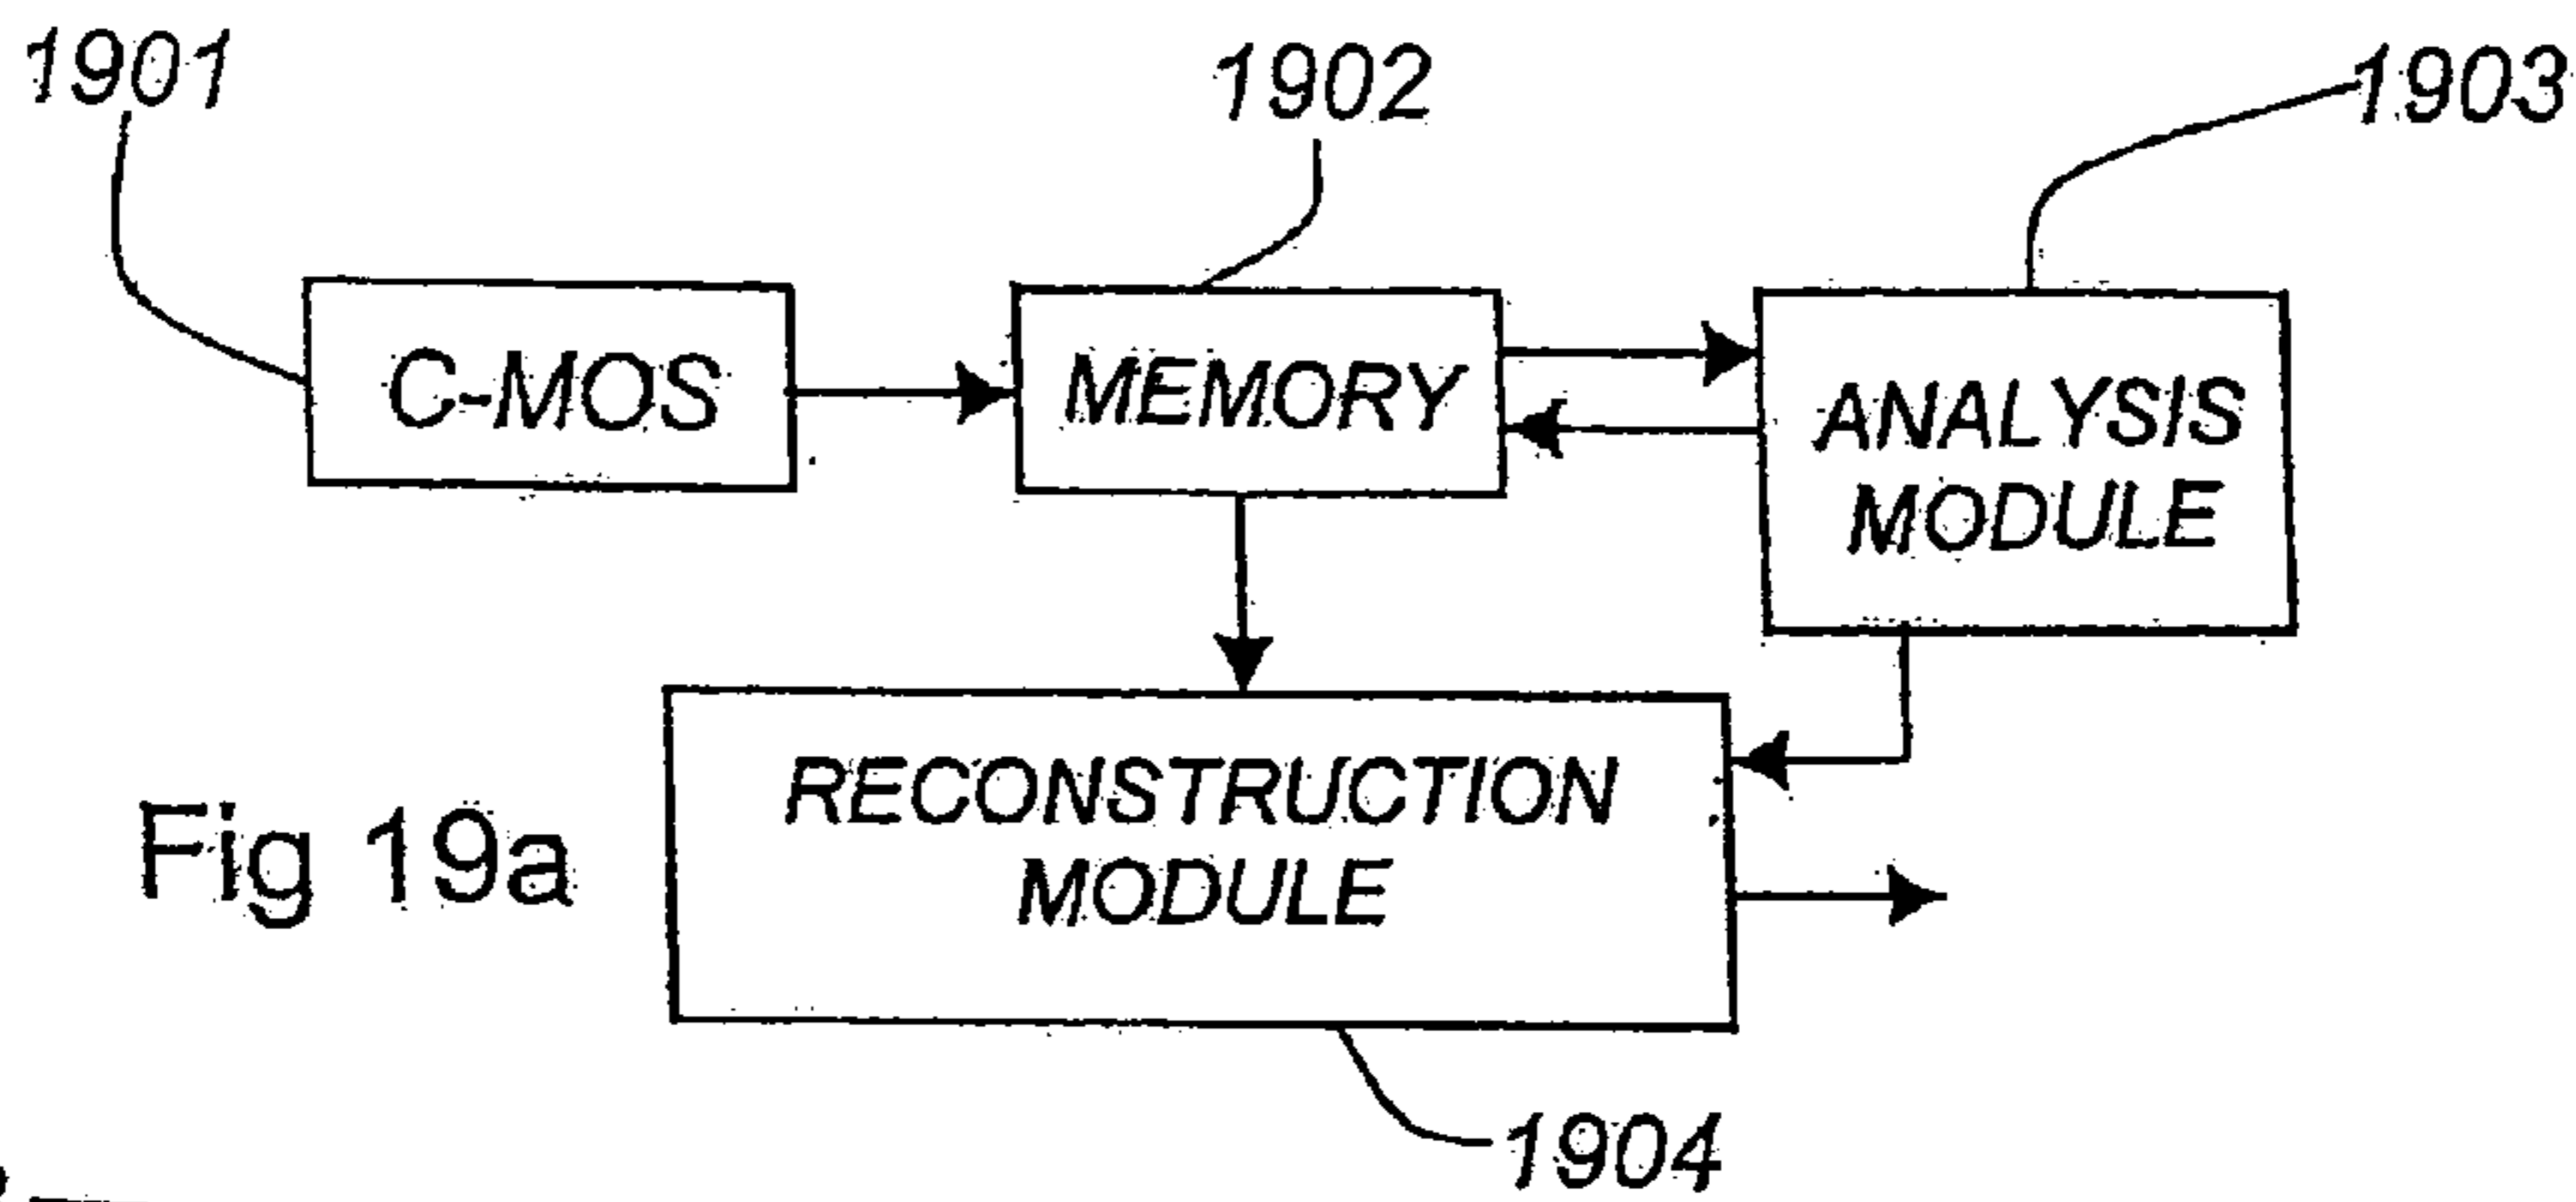 1901
1902
1903
C-MOS
MEMORY
ANALYSIS
MODULE
RECONSTRUCTION
MODULE
Fig 19a
1904